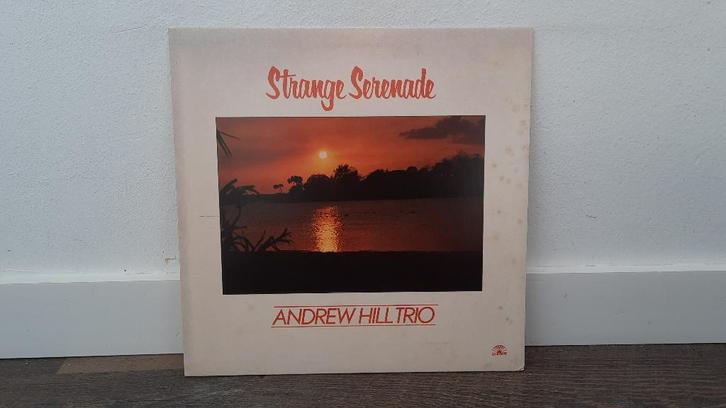 Strange Serenade
ANDREW HILL TRIO